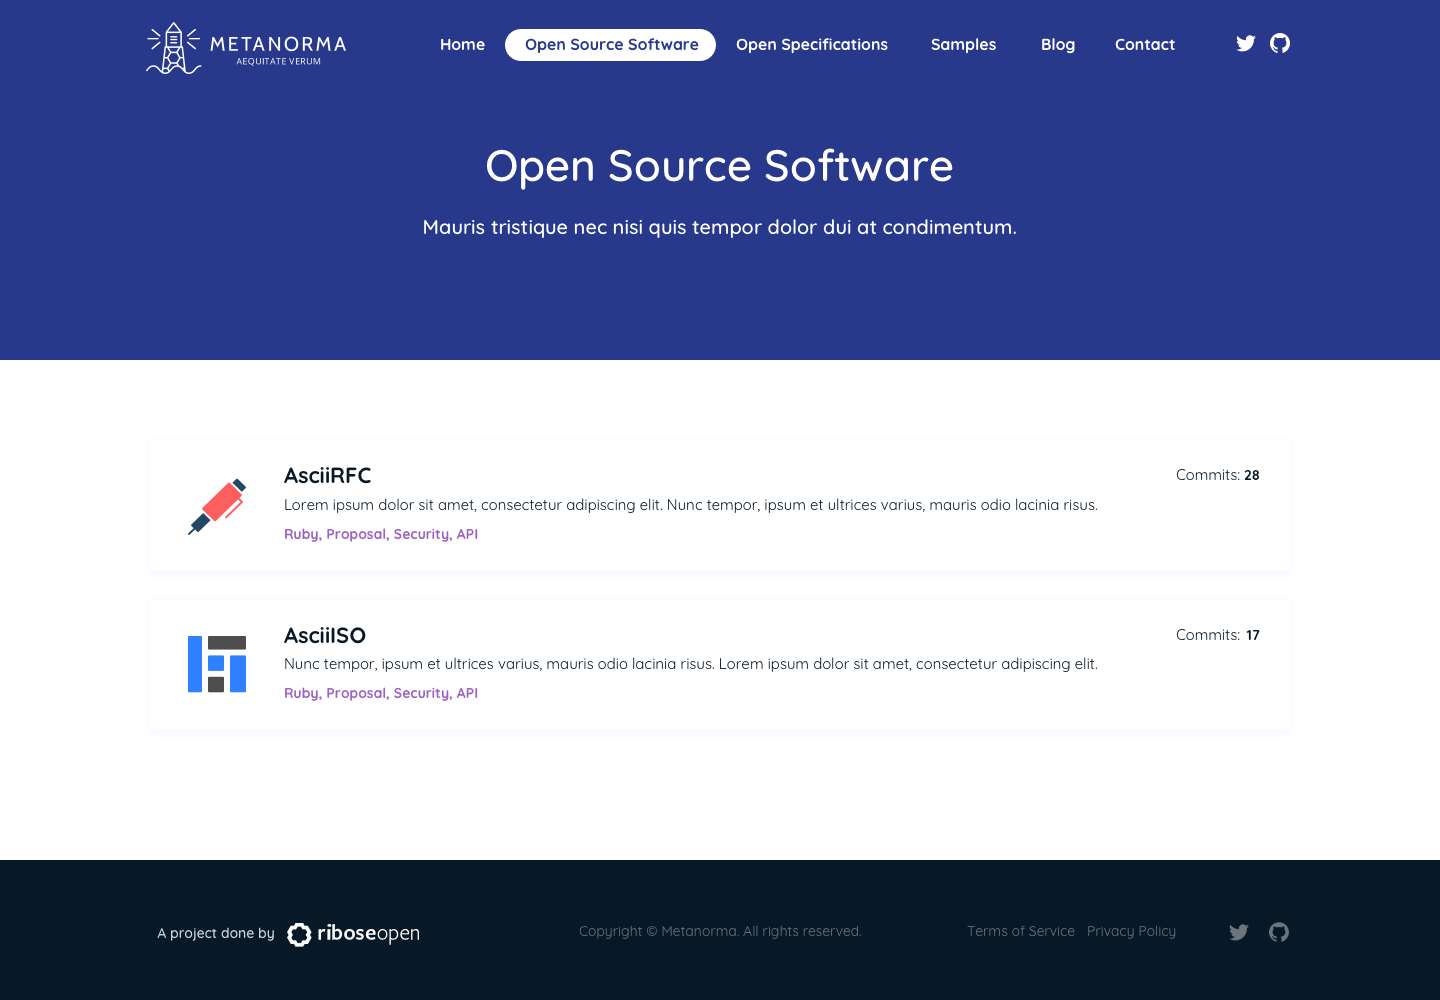 METANORMA
AEQUITATE VERUM
Home Open Source Software Open Specifications Samples Blog Contact
Open Source Software
Mauris tristique nec nisi quis tempor dolor dui at condimentum.
AsciiRFC
Commits: 28
Lorem ipsum dolor sit amet, consectetur adipiscing elit. Nunc tempor, ipsum et ultrices varius, mauris odio lacinia risus.
Ruby, Proposal, Security, API
AsciiISO
Commits: 17
Nunc tempor, ipsum et ultrices varius, mauris odio lacinia risus. Lorem ipsum dolor sit amet, consectetur adipiscing elit.
Ruby, Proposal, Security, API
A project done by riboseopen
Copyright © Metanorma. All rights reserved.
Terms of Service Privacy Policy